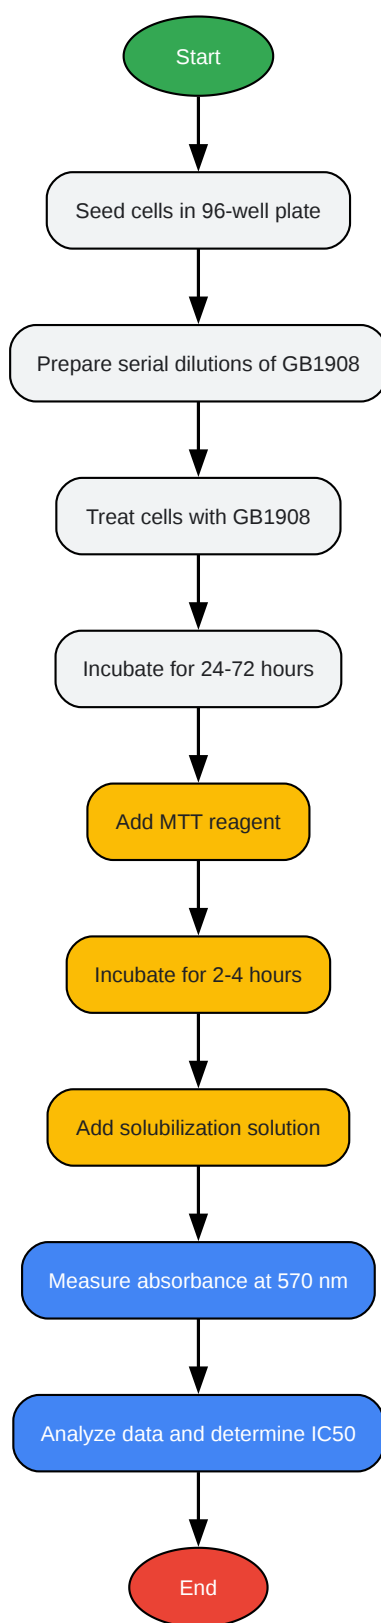 Start
Seed cells in 96-well plate
Prepare serial dilutions of GB1908
Treat cells with GB1908
Incubate for 24-72 hours
Add MTT reagent
Incubate for 2-4 hours
Add solubilization solution
Measure absorbance at 570 nm
Analyze data and determine IC50
End